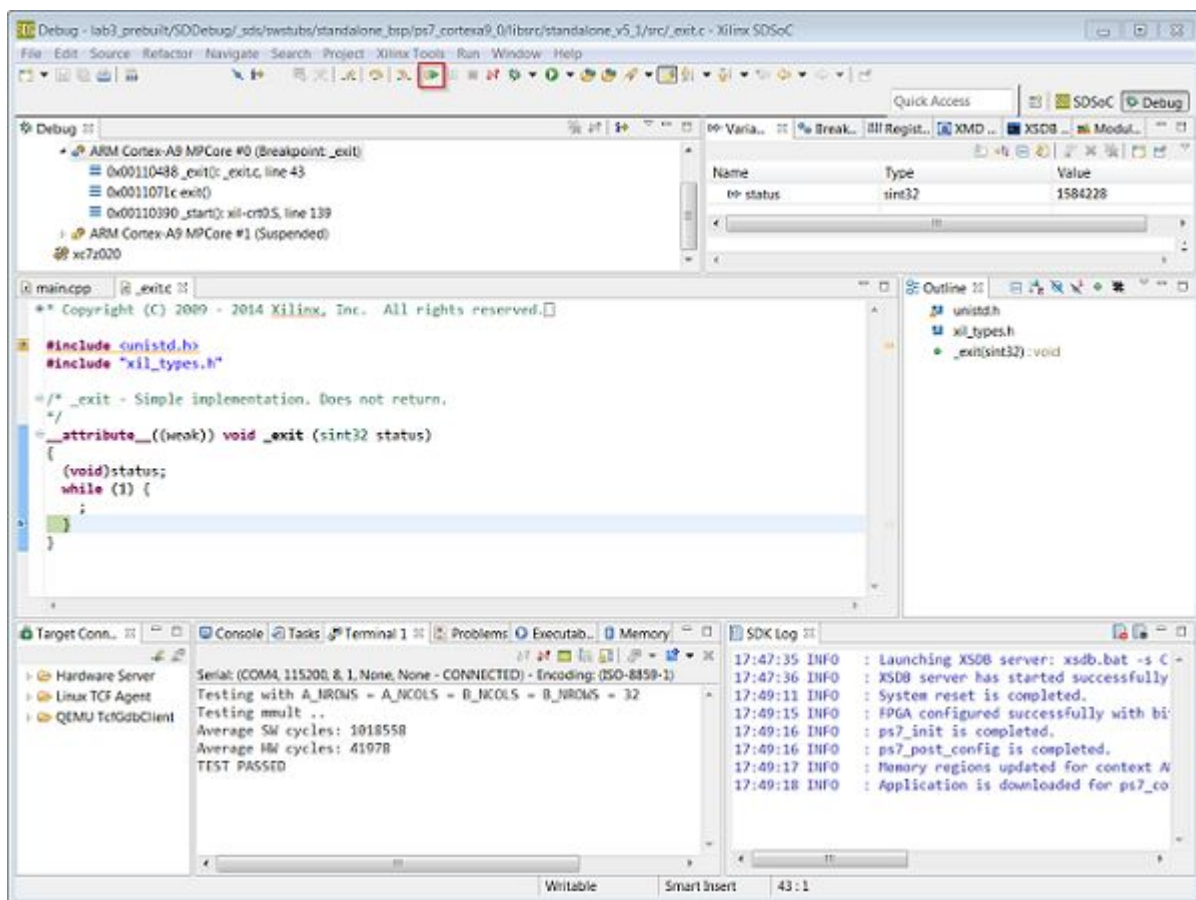 Debug - lab3_prebuilt/SDDebug/_sds/swstubs/standalone_bsp/ps7_cortexa9_0/libsrc/standalone_v5_1/src/_exit.c - Xilinx SDSoC
File Edit Source Refactor Navigate Search Project Xilinx Tools Run Window Help
Quick Access SDSoC Debug
Debug
ARM Cortex-A9 MPCore #0 (Breakpoint: _exit)
0x00110488 _exit(): _exit.c, line 43
0x0011071c exit()
0x00110390 _start(): xil-crt0.S, line 139
ARM Cortex-A9 MPCore #1 (Suspended)
xc7z020
Varia... Break... Regist... XMD ... XSDB ... Modul...
Name Type Value
status sint32 1584228
main.cpp _exit.c
* Copyright (C) 2009 - 2014 Xilinx, Inc. All rights reserved.
#include <unistd.h>
#include "xil_types.h"
/* _exit - Simple implementation. Does not return.
*/
__attribute__((weak)) void _exit (sint32 status)
{
(void)status;
while (1) {
;
}
}
Outline
unistd.h
xil_types.h
_exit(sint32) : void
Target Conn...
Hardware Server
Linux TCF Agent
QEMU TcfGdbClient
Console Tasks Terminal 1 Problems Executab... Memory
Serial: (COM4, 115200, 8, 1, None, None - CONNECTED) - Encoding: (ISO-8859-1)
Testing with A_NROWS = A_NCOLS = B_NCOLS = B_NROWS = 32
Testing mmult ..
Average SW cycles: 1018558
Average HW cycles: 41978
TEST PASSED
SDK Log
17:47:35 INFO : Launching XSDB server: xsdb.bat -s C
17:47:36 INFO : XSDB server has started successfully
17:49:11 INFO : System reset is completed.
17:49:15 INFO : FPGA configured successfully with bi
17:49:16 INFO : ps7_init is completed.
17:49:16 INFO : ps7_post_config is completed.
17:49:17 INFO : Memory regions updated for context A
17:49:18 INFO : Application is downloaded for ps7_co
Writable Smart Insert 43 : 1